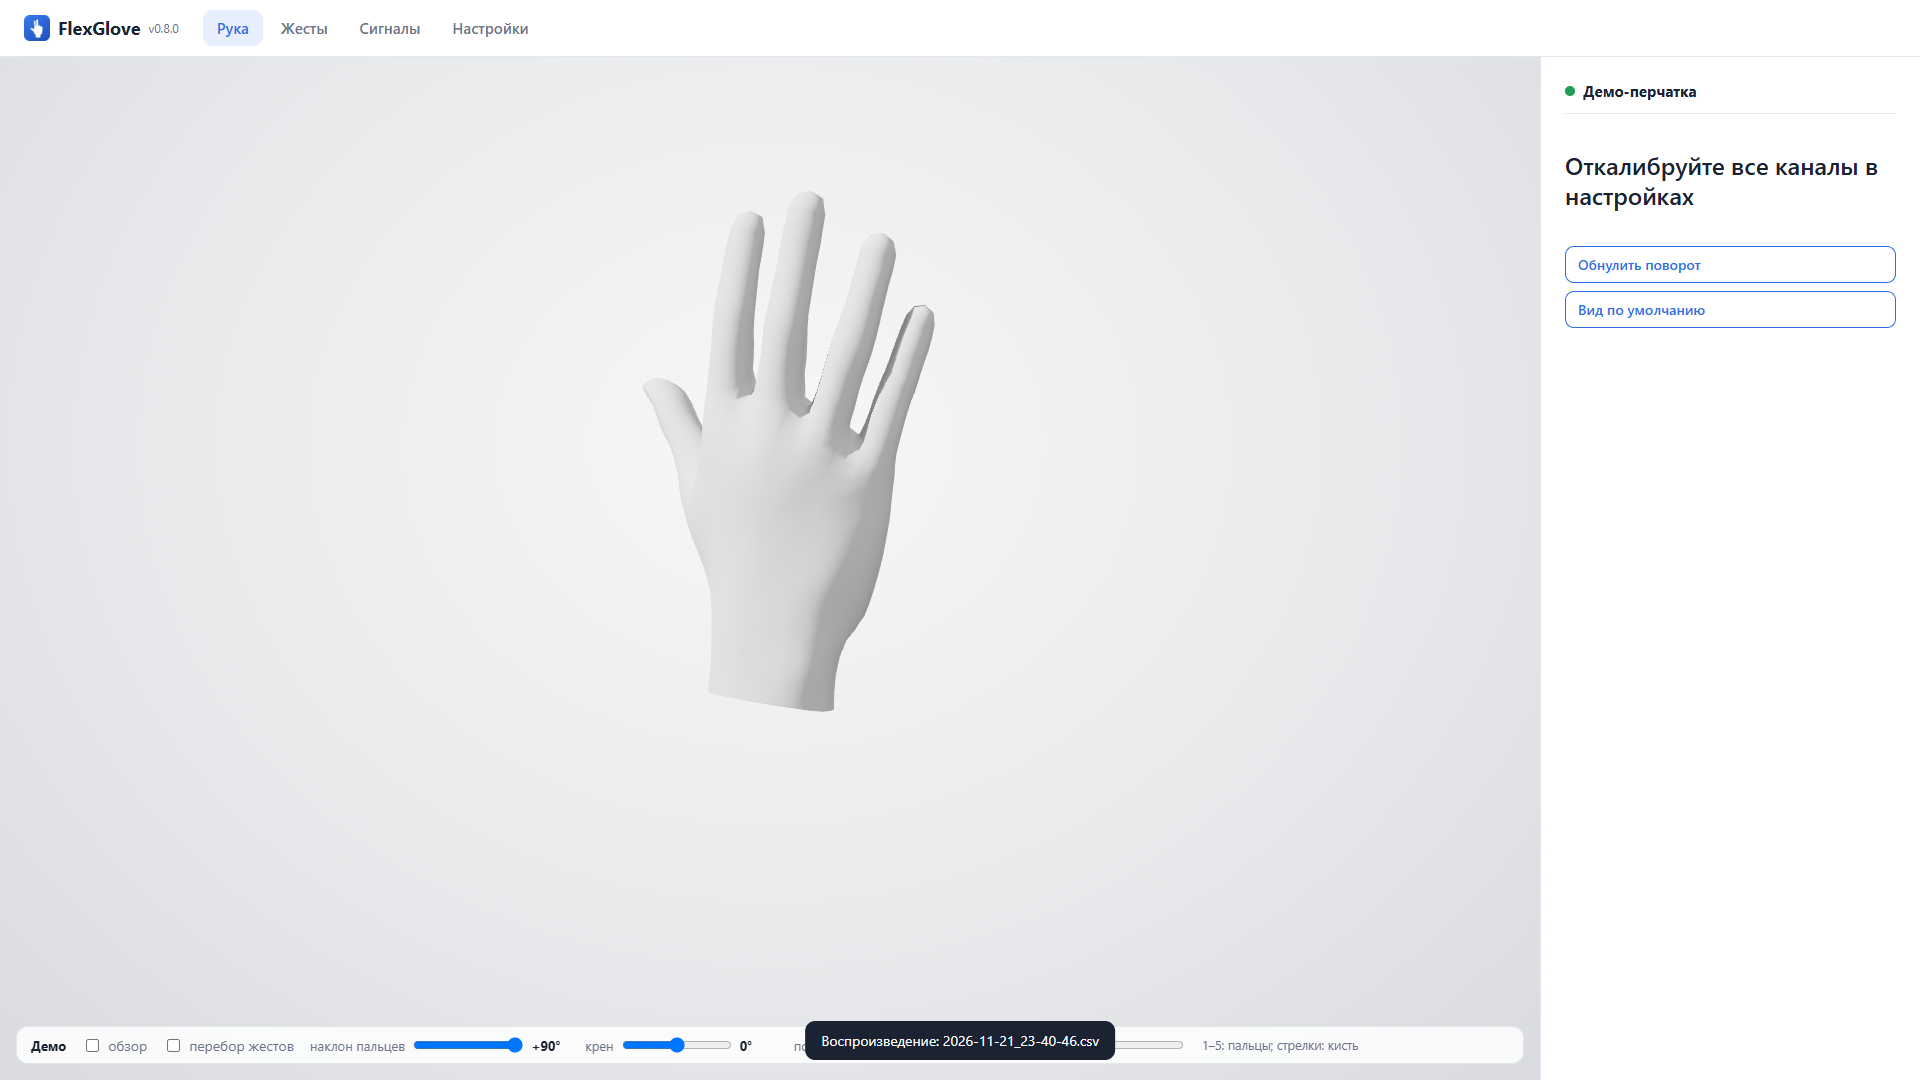 FlexGlove v0.8.0 Рука Жесты Сигналы Настройки
Демо-перчатка
Откалибруйте все каналы в
настройках
Обнулить поворот
Вид по умолчанию
Демо обзор перебор жестов наклон пальцев +90° крен 0° 1–5: пальцы; стрелки: кисть
Воспроизведение: 2026-11-21_23-40-46.csv